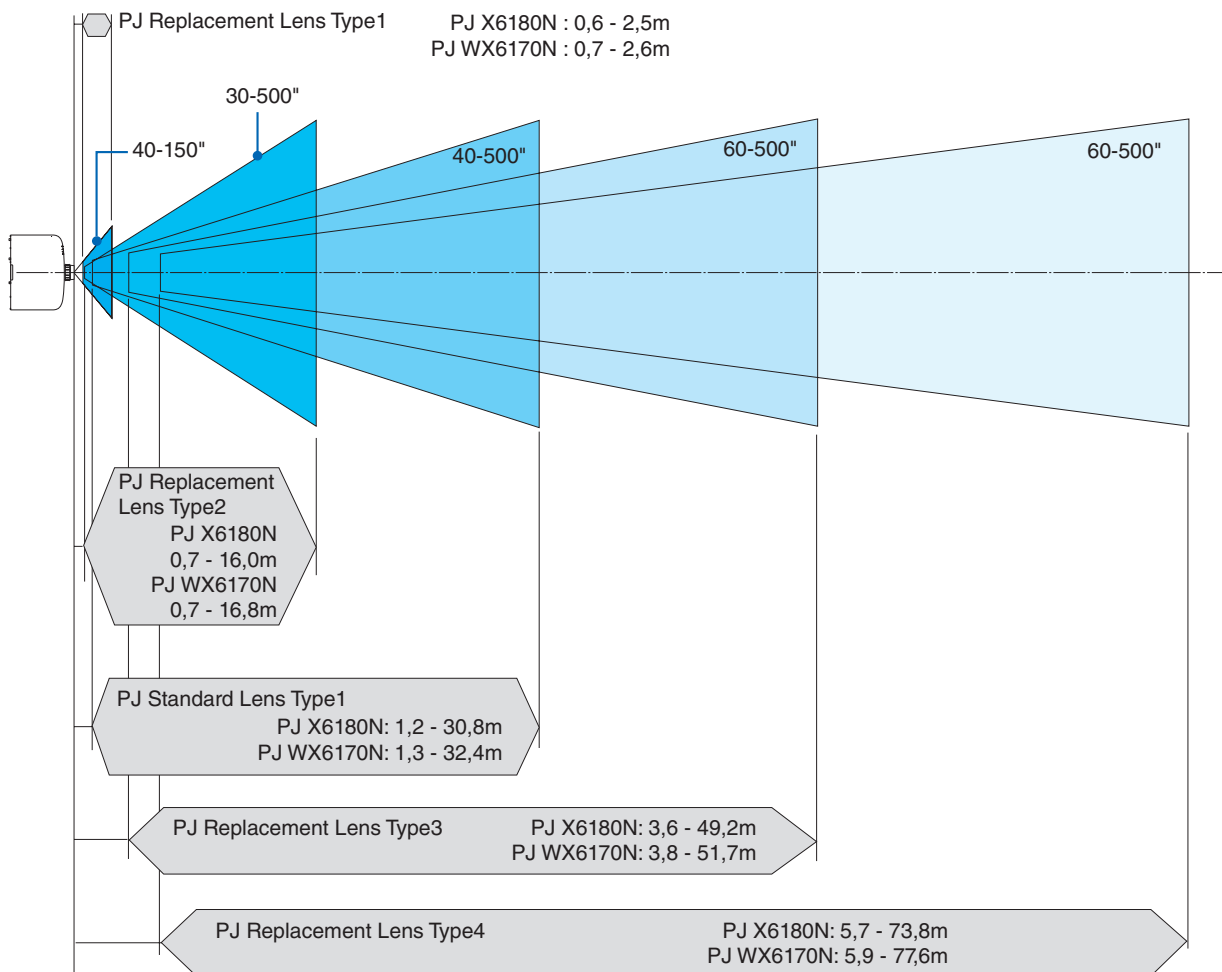 PJ Replacement Lens Type1
PJ X6180N : 0,6 - 2,5m
PJ WX6170N : 0,7 - 2,6m
30-500"
40-150"
40-500"
60-500"
60-500"
PJ Replacement
Lens Type2
PJ X6180N
0,7 - 16,0m
PJ WX6170N
0,7 - 16,8m
PJ Standard Lens Type1
PJ X6180N: 1,2 - 30,8m
PJ WX6170N: 1,3 - 32,4m
PJ Replacement Lens Type3
PJ X6180N: 3,6 - 49,2m
PJ WX6170N: 3,8 - 51,7m
PJ Replacement Lens Type4
PJ X6180N: 5,7 - 73,8m
PJ WX6170N: 5,9 - 77,6m